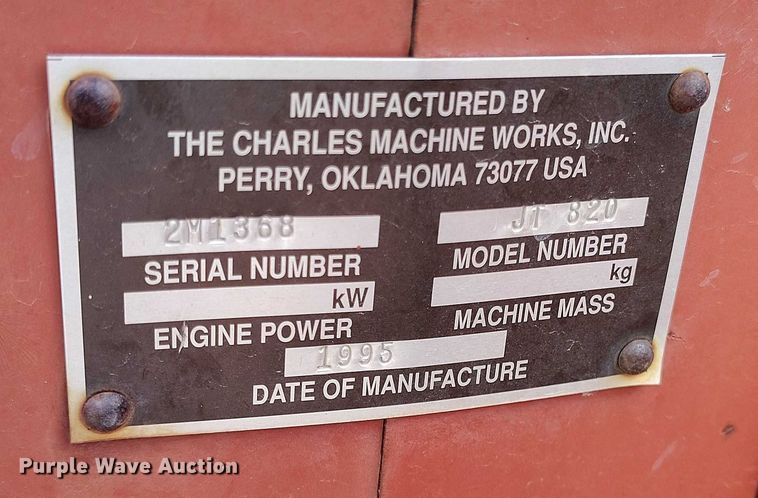 MANUFACTURED BY
THE CHARLES MACHINE WORKS, INC.
PERRY, OKLAHOMA 73077 USA
2M1368 JT 820
SERIAL NUMBER MODEL NUMBER
kW kg
ENGINE POWER MACHINE MASS
1995
DATE OF MANUFACTURE
Purple Wave Auction